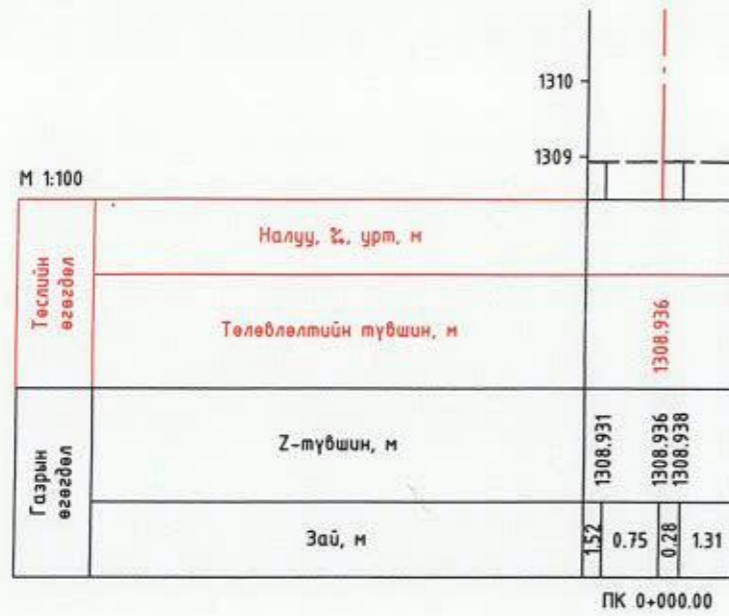 1310
1309
М 1:100
Төслийн өгөгдөл
Налуу, ‰, урт, м
Төлөвлөлтийн түвшин, м
1308.936
Газрын өгөгдөл
Z-түвшин, м
1308.931
1308.936
1308.938
Зай, м
1.52
0.75
0.28
1.31
ПК 0+000.00